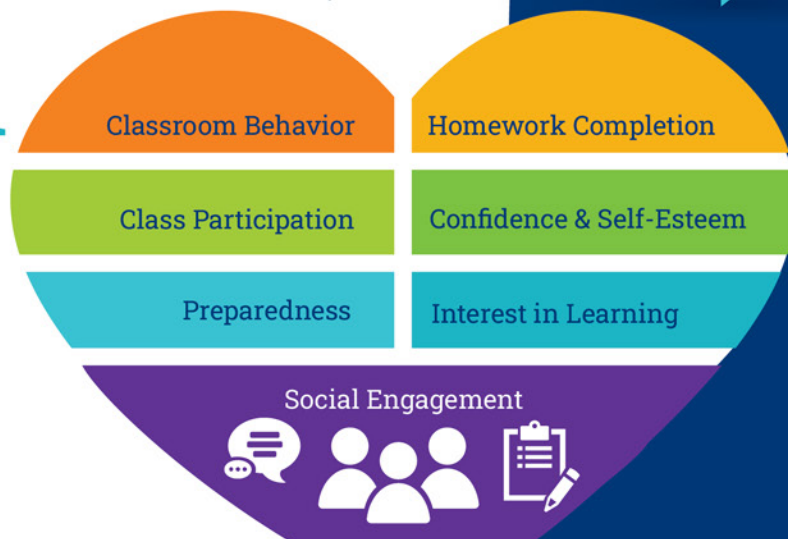 Classroom Behavior
Homework Completion
Class Participation
Confidence & Self-Esteem
Preparedness
Interest in Learning
Social Engagement